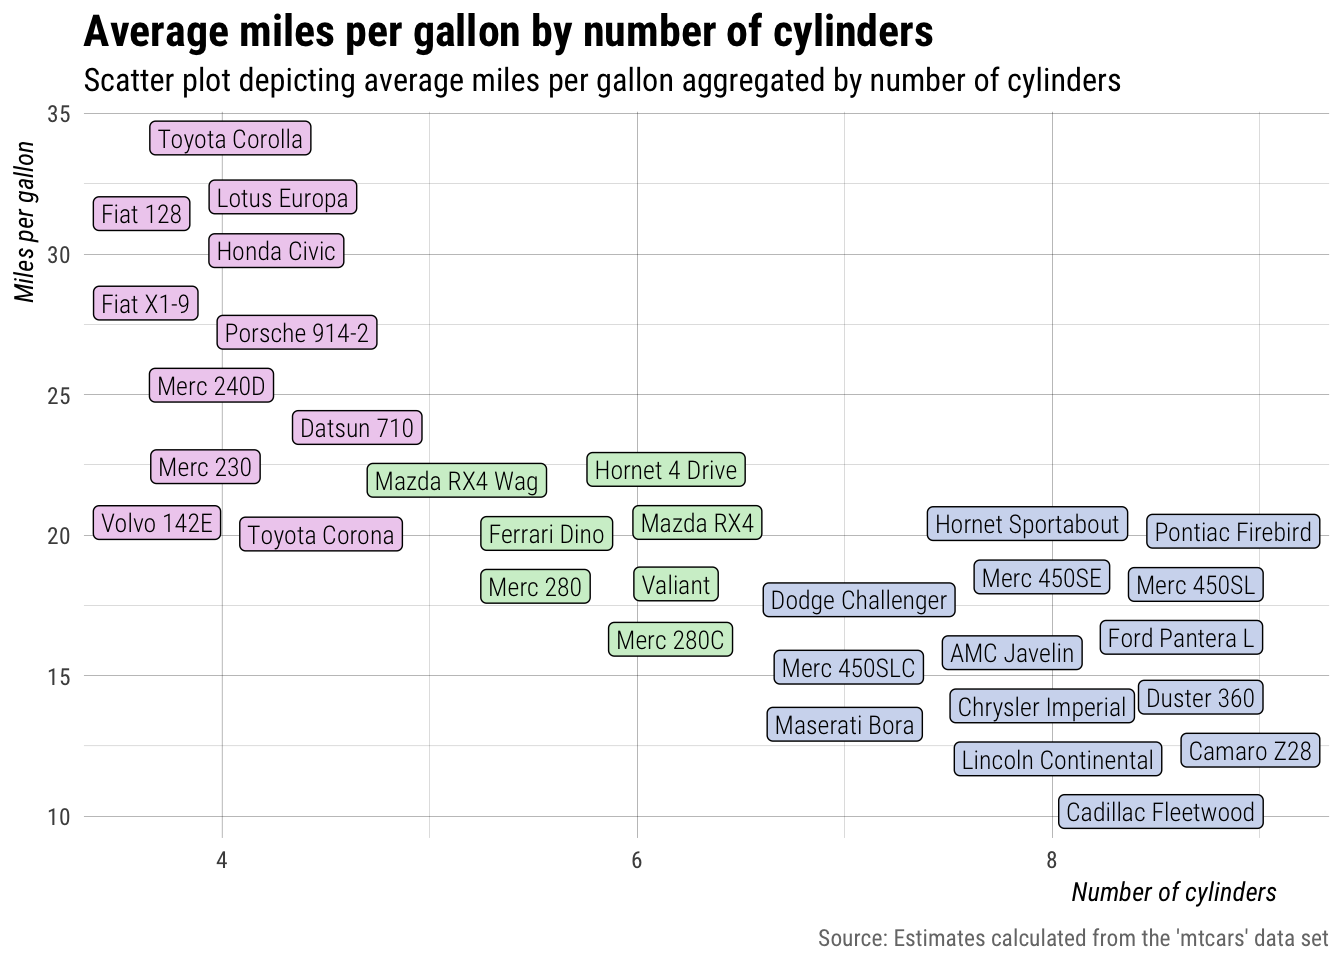 Average miles per gallon by number of cylinders
Scatter plot depicting average miles per gallon aggregated by number of cylinders
Miles per gallon
35
30
25
20
15
10
Toyota Corolla
Lotus Europa
Fiat 128
Honda Civic
Fiat X1-9
Porsche 914-2
Merc 240D
Datsun 710
Merc 230
Mazda RX4 Wag
Hornet 4 Drive
Volvo 142E
Toyota Corona
Ferrari Dino
Mazda RX4
Hornet Sportabout
Pontiac Firebird
Merc 280
Valiant
Dodge Challenger
Merc 450SE
Merc 450SL
Merc 280C
Merc 450SLC
AMC Javelin
Ford Pantera L
Maserati Bora
Chrysler Imperial
Duster 360
Lincoln Continental
Camaro Z28
Cadillac Fleetwood
4
6
8
Number of cylinders
Source: Estimates calculated from the 'mtcars' data set